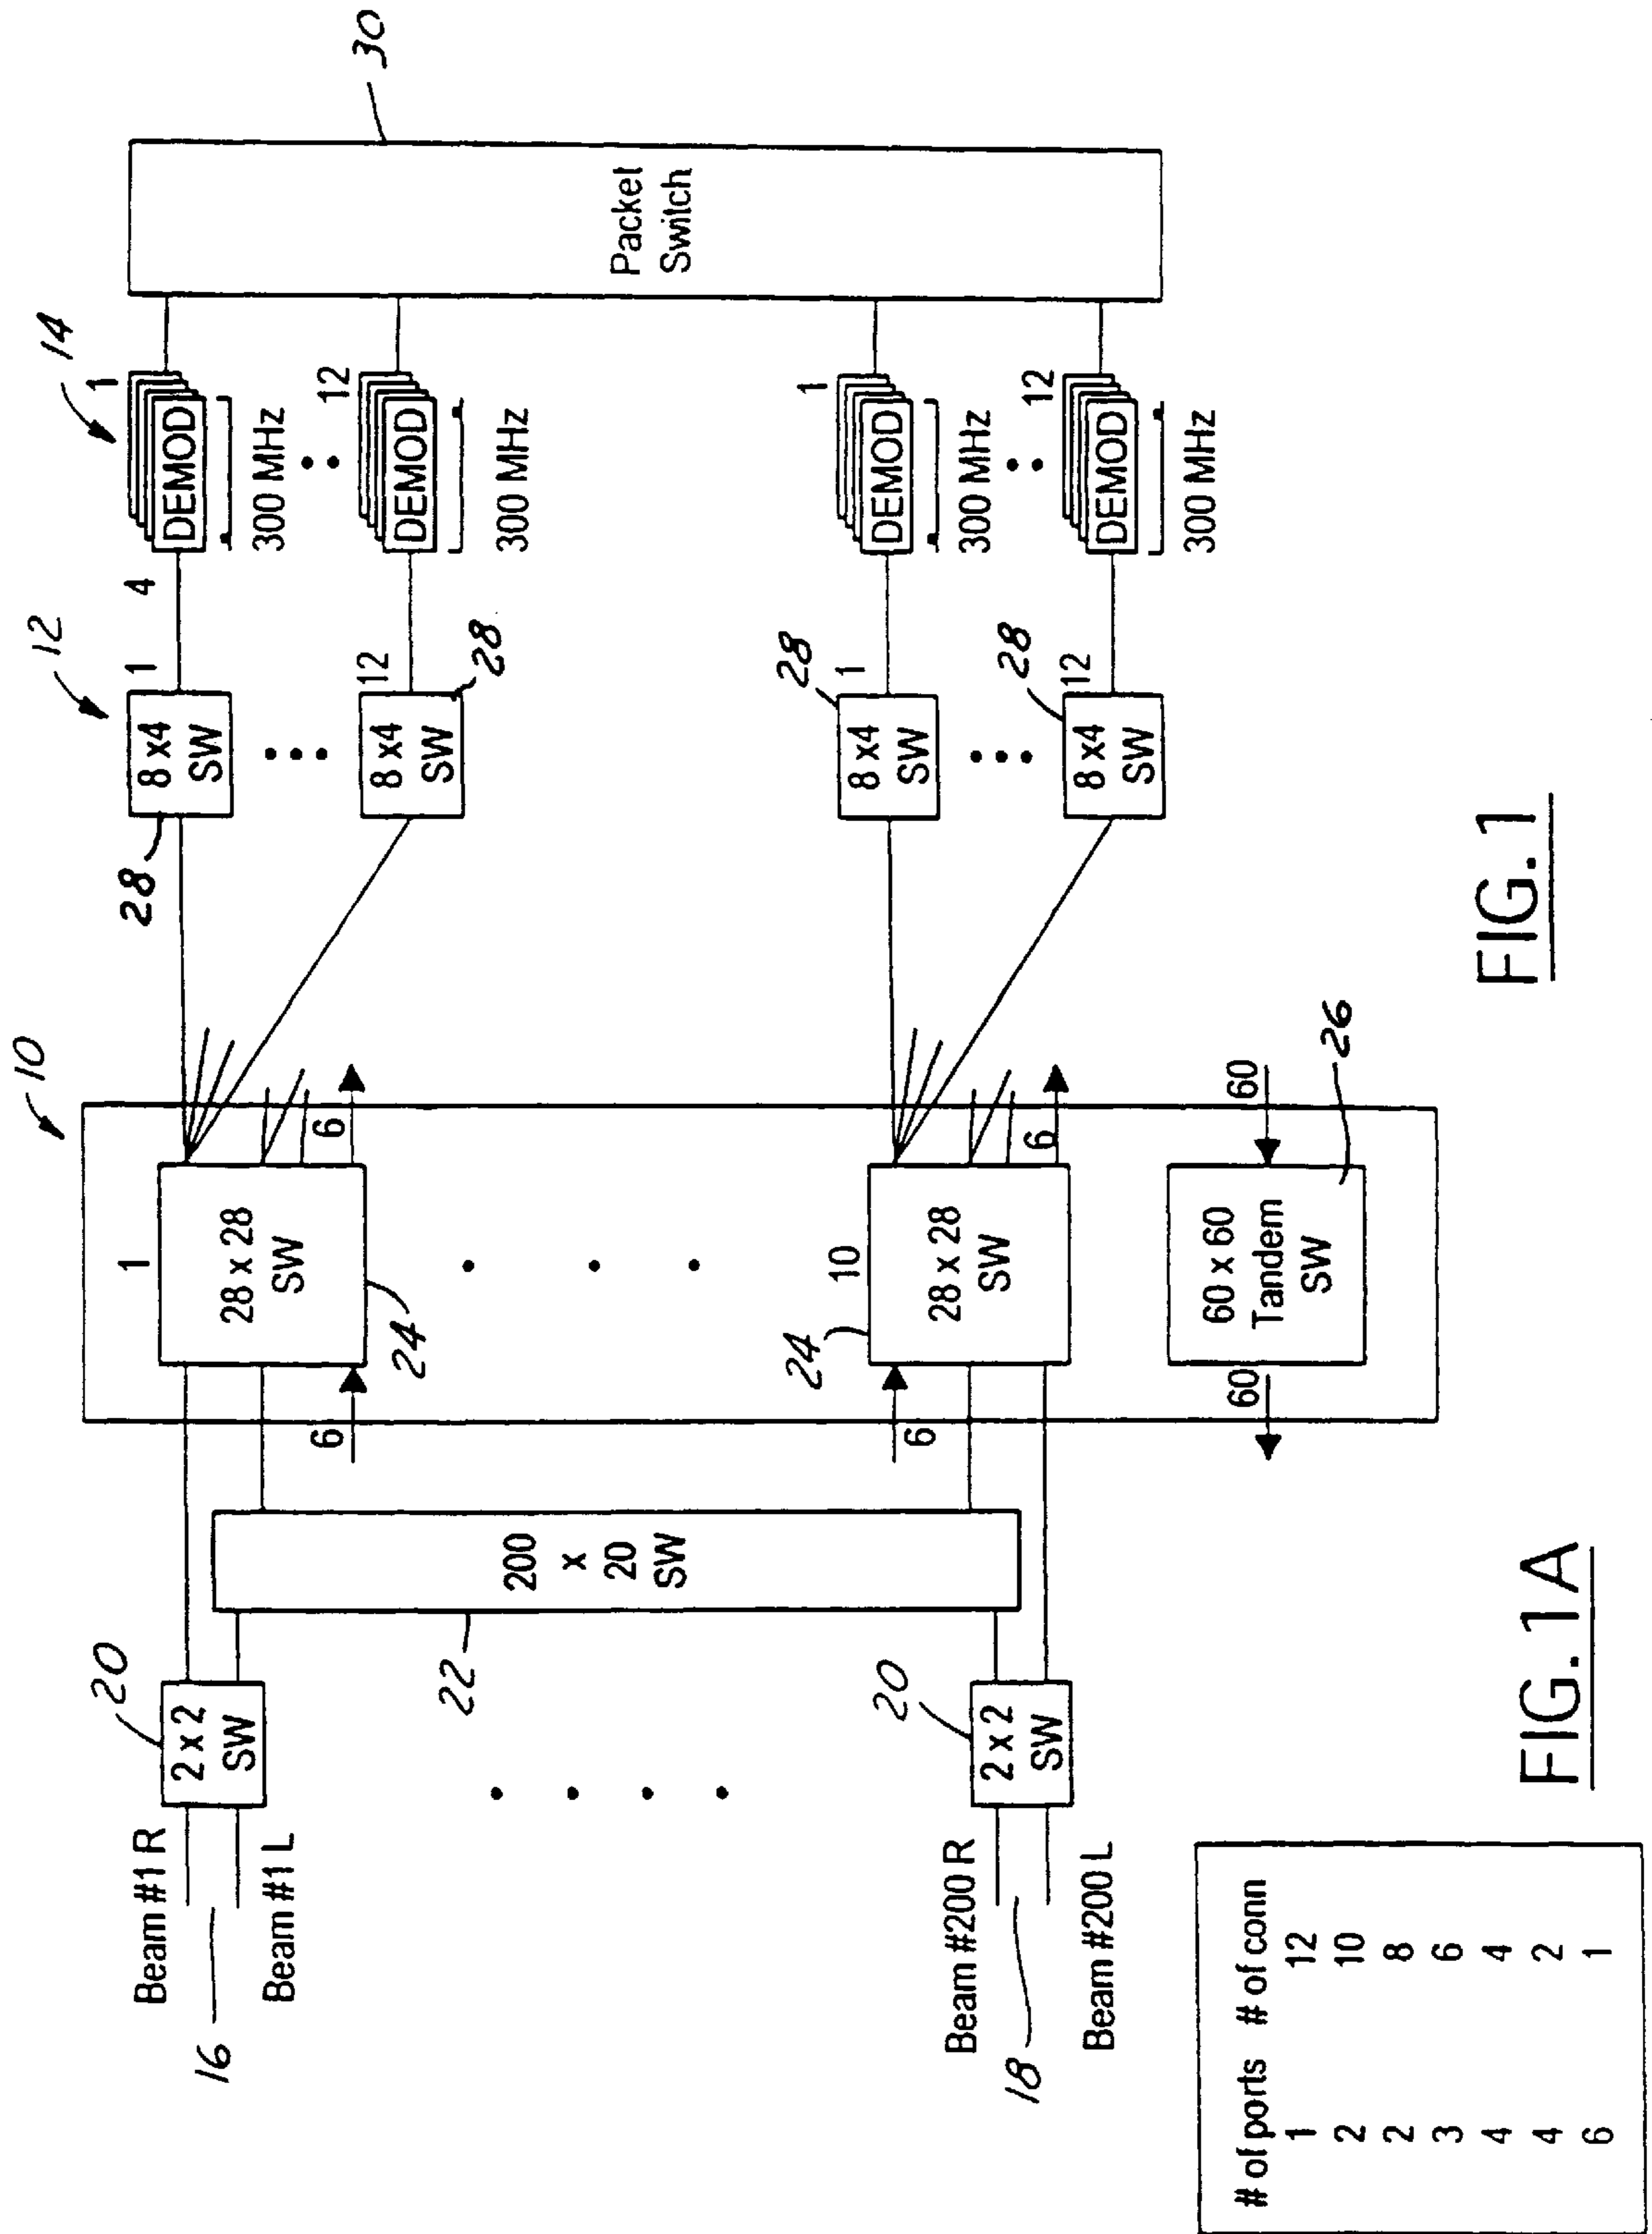 Beam #1 R
16
Beam #1 L
20
2 x 2
SW
22
200
x
20
SW
Beam #200 R
18
Beam #200 L
20
2 x 2
SW
10
1
28 x 28
SW
24
6
6
10
28 x 28
SW
24
6
6
60
60 x 60
Tandem
SW
60
26
12
28
8 x4
SW
1
4
8 x4
SW
12
28
28
8 x4
SW
1
28
8 x4
SW
12
14
1
DEMOD
300 MHz
12
DEMOD
300 MHz
1
DEMOD
300 MHz
12
DEMOD
300 MHz
30
Packet
Switch
FIG. 1
# of ports # of conn
1 12
2 10
2 8
3 6
4 4
4 2
6 1
FIG. 1A